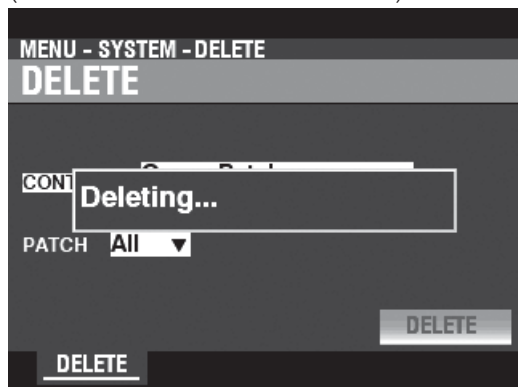 MENU - SYSTEM - DELETE
DELETE
CONT
Deleting...
PATCH All ▼
DELETE
DELETE